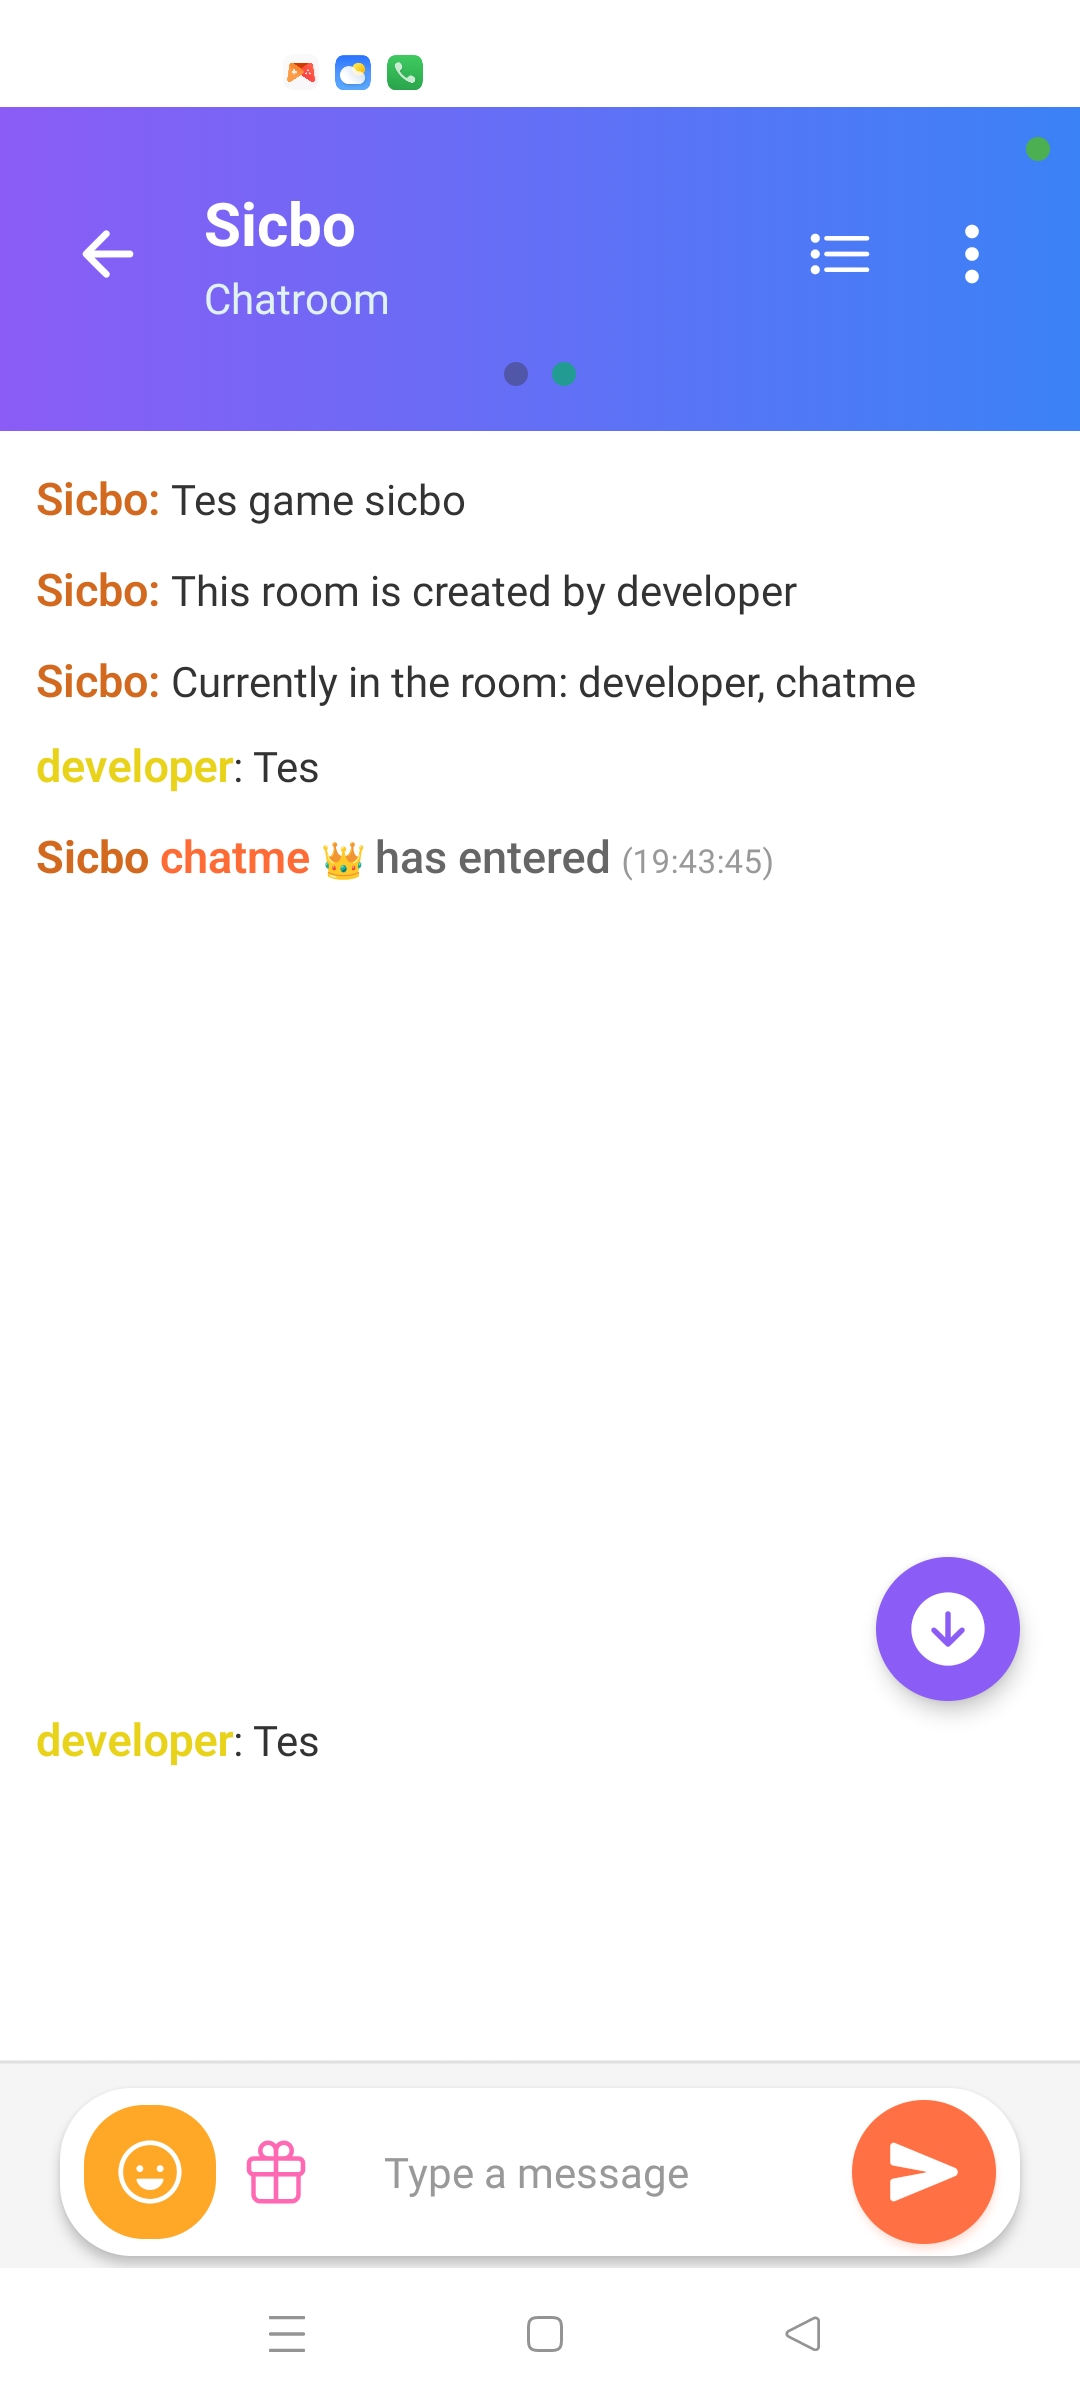 Sicbo
Chatroom
Sicbo: Tes game sicbo
Sicbo: This room is created by developer
Sicbo: Currently in the room: developer, chatme
developer: Tes
Sicbo chatme 👑 has entered (19:43:45)
developer: Tes
Type a message